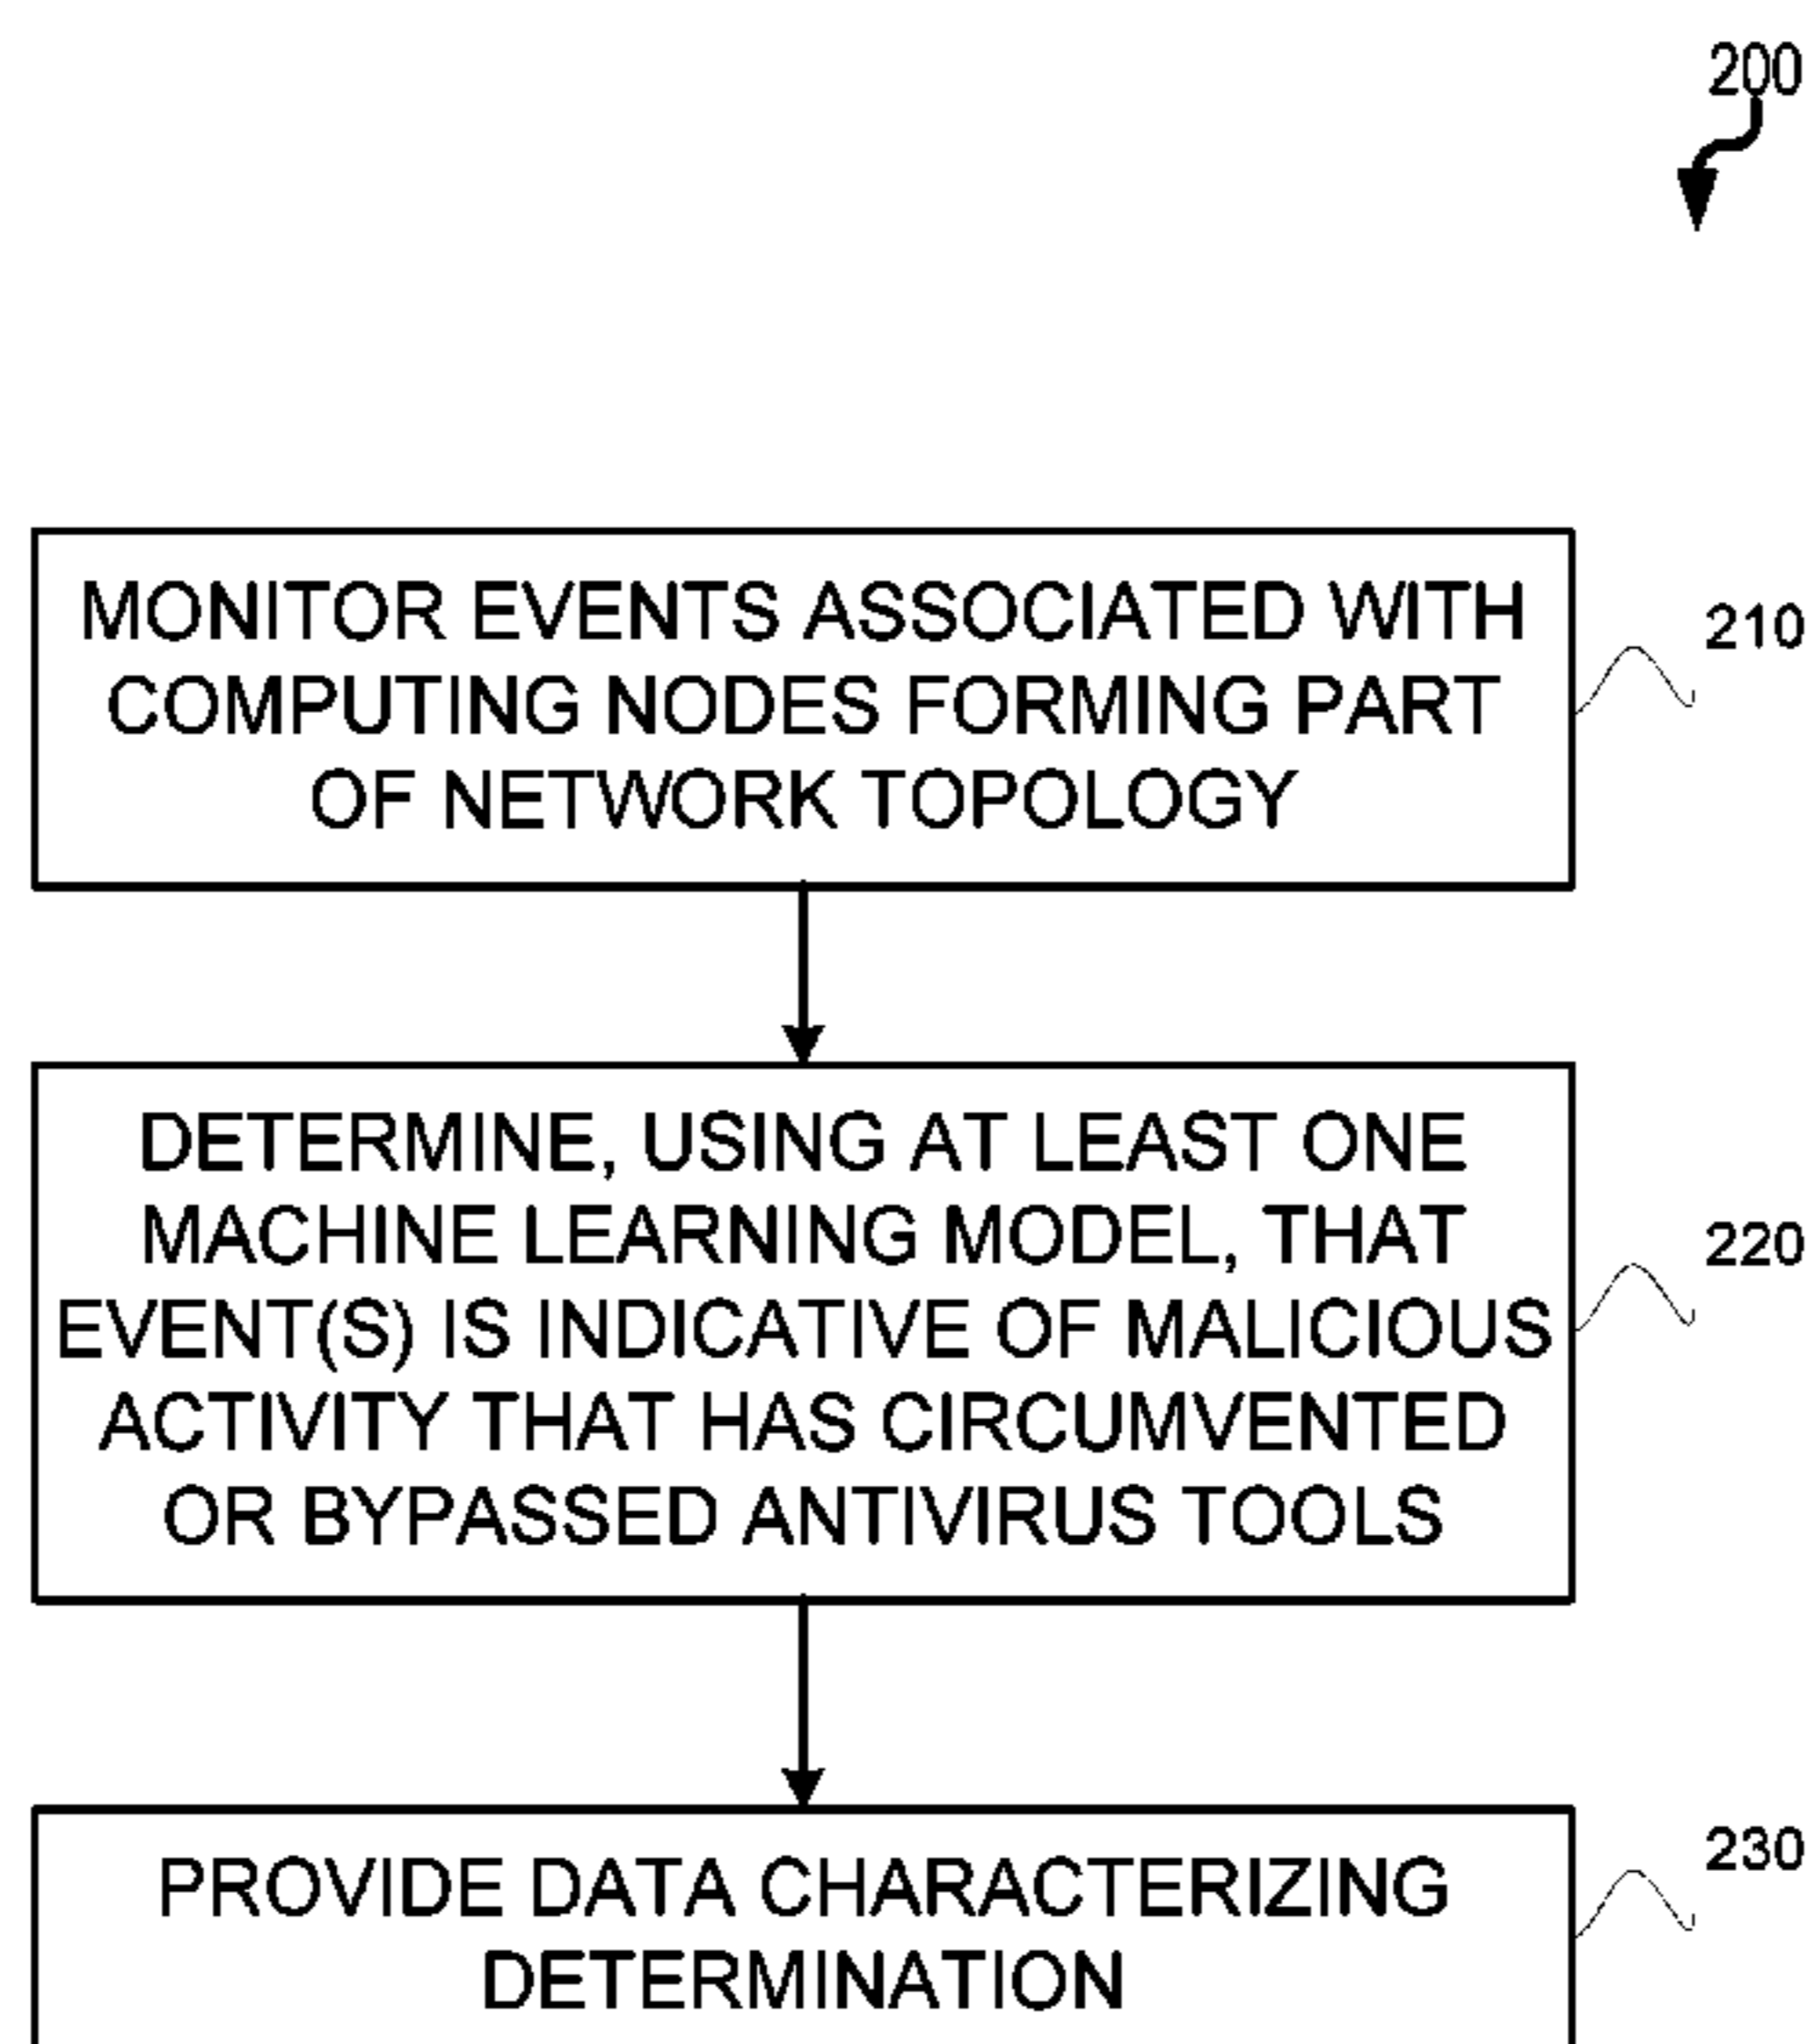 200
MONITOR EVENTS ASSOCIATED WITH
COMPUTING NODES FORMING PART
OF NETWORK TOPOLOGY
210
DETERMINE, USING AT LEAST ONE
MACHINE LEARNING MODEL, THAT
EVENT(S) IS INDICATIVE OF MALICIOUS
ACTIVITY THAT HAS CIRCUMVENTED
OR BYPASSED ANTIVIRUS TOOLS
220
PROVIDE DATA CHARACTERIZING
DETERMINATION
230